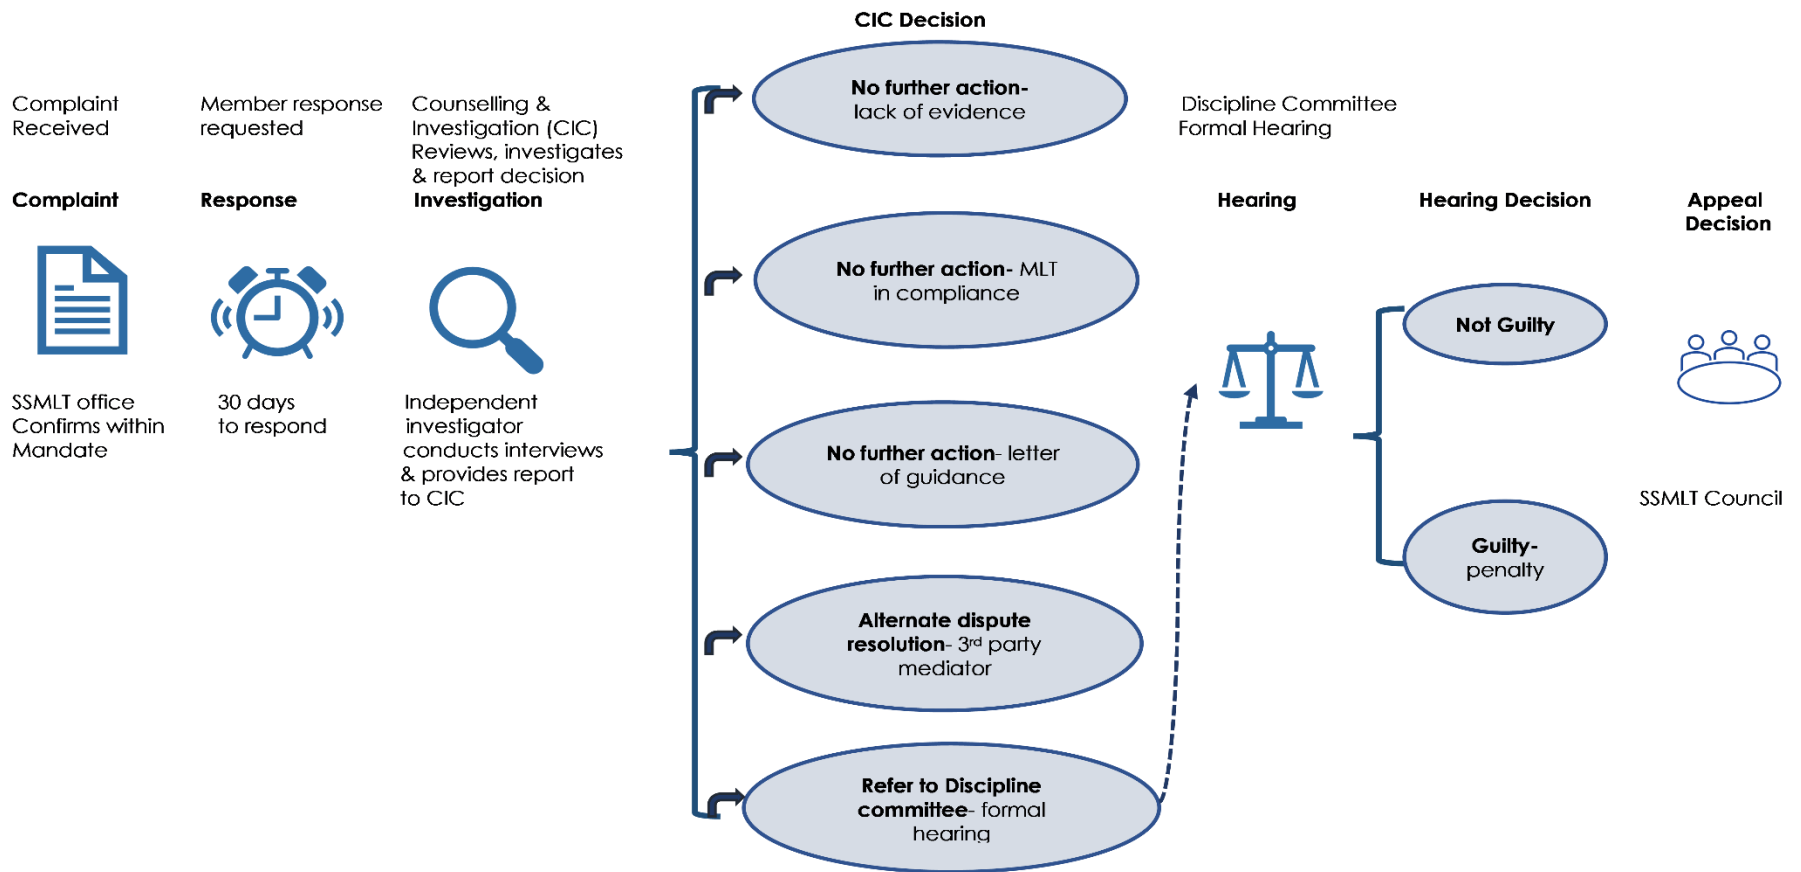 CIC Decision
Complaint
Received
Member response
requested
Counselling &
Investigation (CIC)
Reviews, investigates
& report decision
Complaint
Response
Investigation
SSMLT office
Confirms within
Mandate
30 days
to respond
Independent
investigator
conducts interviews
& provides report
to CIC
No further action-
lack of evidence
No further action- MLT
in compliance
No further action- letter
of guidance
Alternate dispute
resolution- 3rd party
mediator
Refer to Discipline
committee- formal
hearing
Discipline Committee
Formal Hearing
Hearing
Hearing Decision
Not Guilty
Guilty-
penalty
Appeal
Decision
SSMLT Council